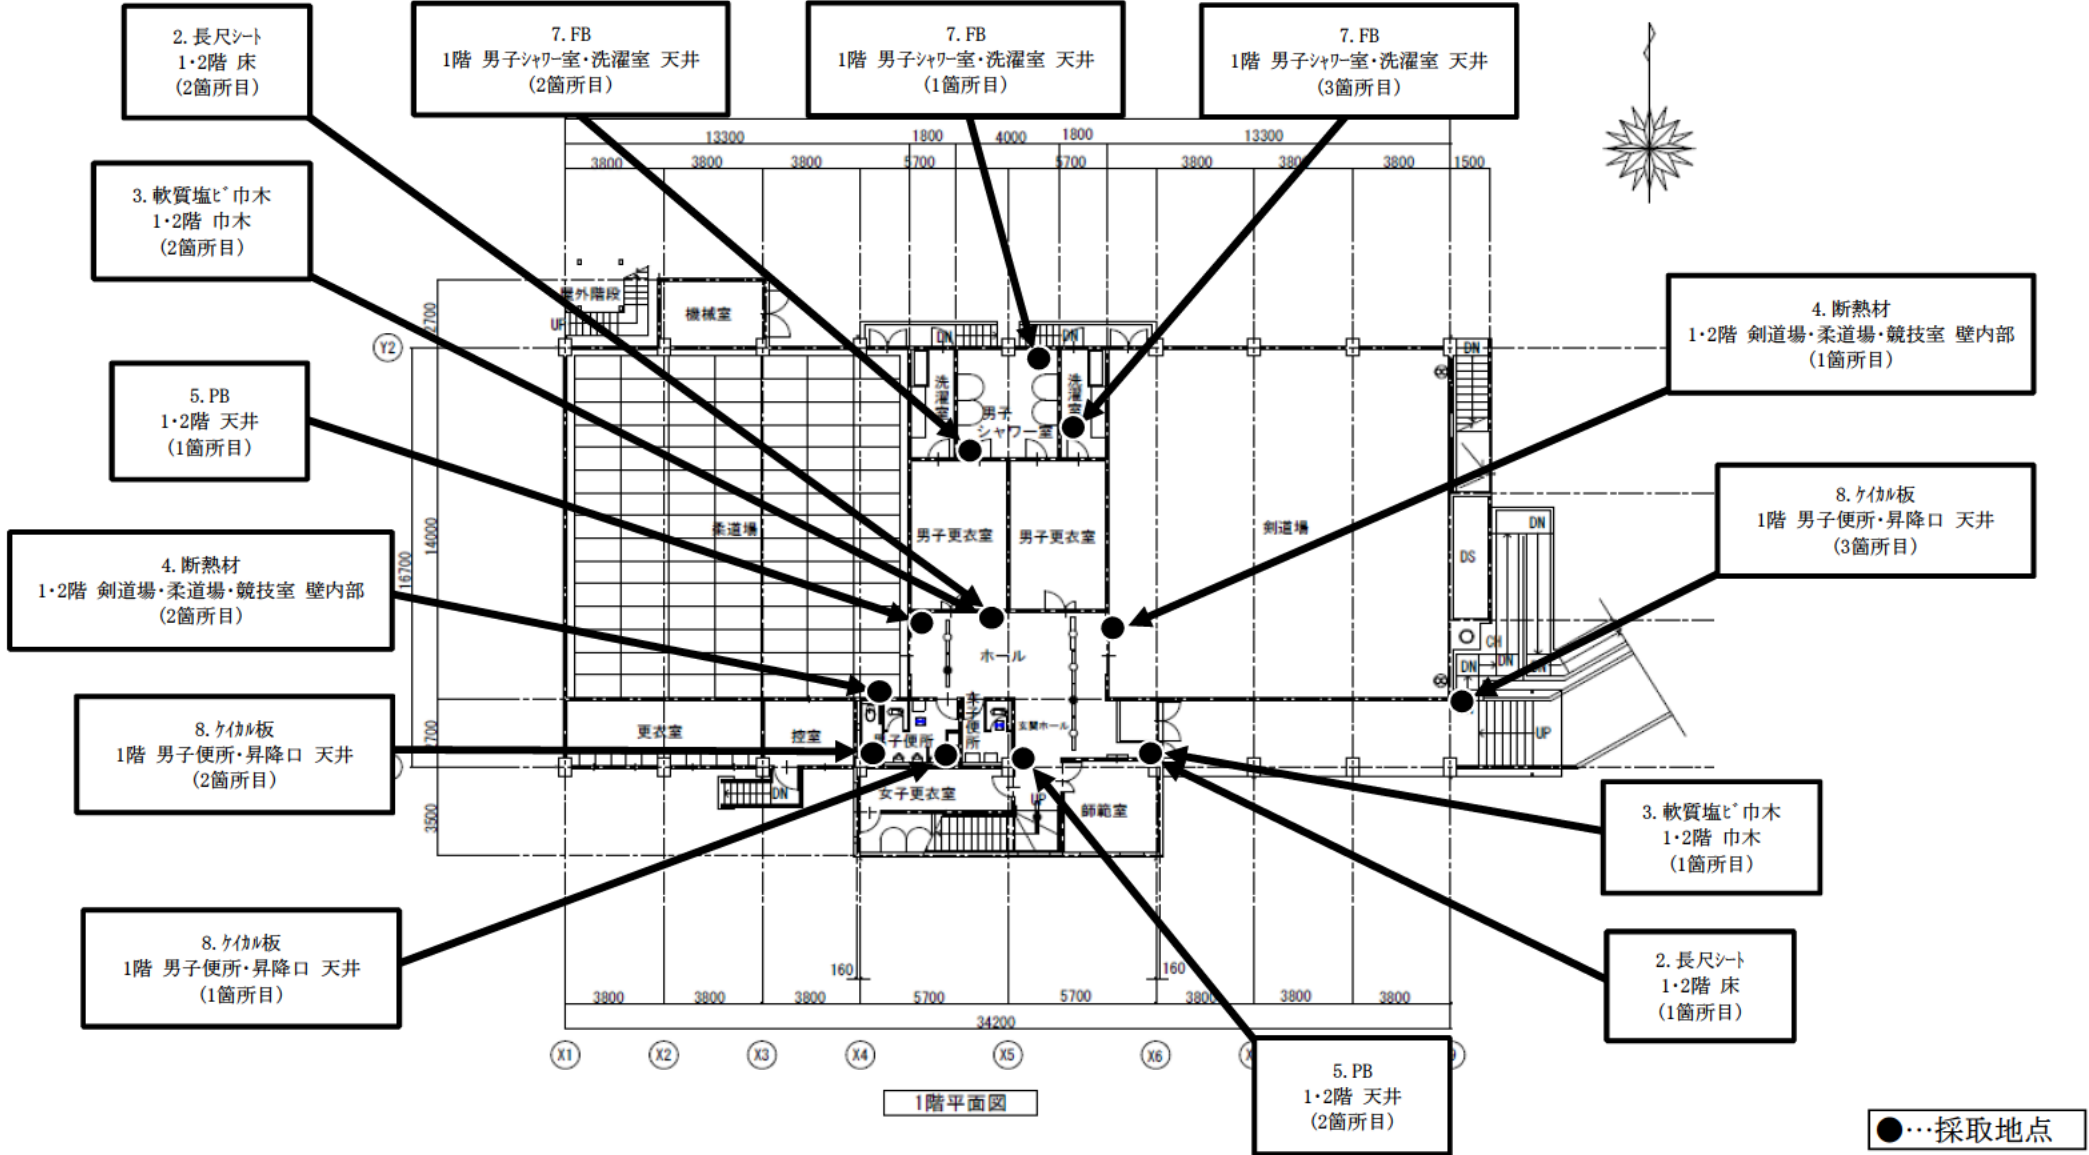 2.長尺シート
1・2階 床
(2箇所目)
7.FB
1階 男子シャワー室・洗濯室 天井
(2箇所目)
7.FB
1階 男子シャワー室・洗濯室 天井
(1箇所目)
7.FB
1階 男子シャワー室・洗濯室 天井
(3箇所目)
13300
1800
4000
1800
13300
3800
3800
3800
5700
5700
3800
3800
3800
1500
3.軟質塩ビ巾木
1・2階 巾木
(2箇所目)
4.断熱材
1・2階 剣道場・柔道場・競技室 壁内部
(1箇所目)
5.PB
1・2階 天井
(1箇所目)
8.ケイカル板
1階 男子便所・昇降口 天井
(3箇所目)
4.断熱材
1・2階 剣道場・柔道場・競技室 壁内部
(2箇所目)
8.ケイカル板
1階 男子便所・昇降口 天井
(2箇所目)
8.ケイカル板
1階 男子便所・昇降口 天井
(1箇所目)
3.軟質塩ビ巾木
1・2階 巾木
(1箇所目)
2.長尺シート
1・2階 床
(1箇所目)
5.PB
1・2階 天井
(2箇所目)
屋外階段
UP
機械室
2700
Y2
DN
DN
DN
洗濯室
男子
シャワー室
洗濯室
柔道場
男子更衣室
男子更衣室
剣道場
14000
16700
DS
DN
CH
DN
DN
DN
UP
ホール
女子便所
玄関ホール
更衣室
控室
男子便所
2700
DN
女子更衣室
UP
師範室
3500
160
160
3800
3800
3800
5700
5700
3800
3800
3800
34200
X1
X2
X3
X4
X5
X6
1階平面図
●…採取地点